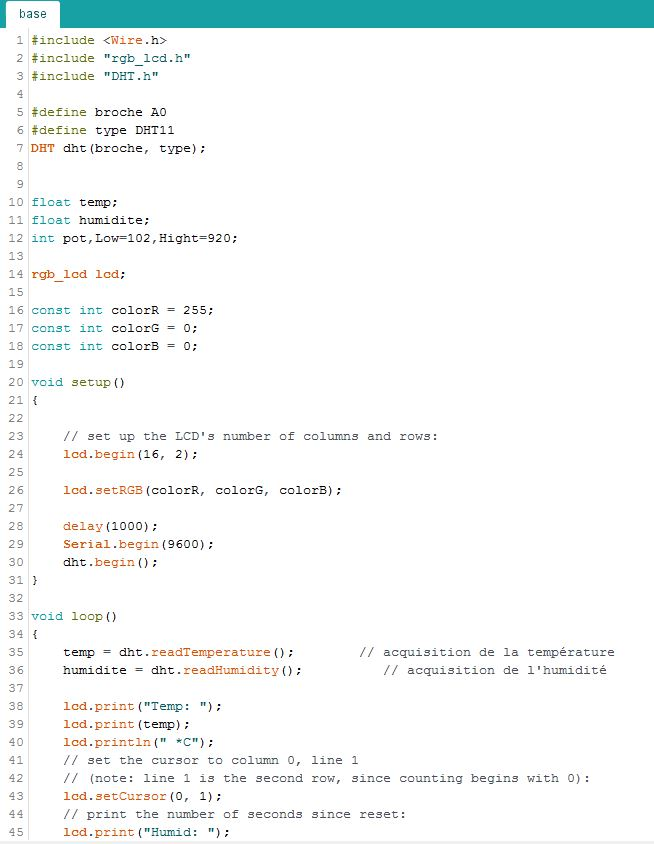 base
1 #include <Wire.h>
2 #include "rgb_lcd.h"
3 #include "DHT.h"
4
5 #define broche A0
6 #define type DHT11
7 DHT dht(broche, type);
8
9
10 float temp;
11 float humidite;
12 int pot,Low=102,Hight=920;
13
14 rgb_lcd lcd;
15
16 const int colorR = 255;
17 const int colorG = 0;
18 const int colorB = 0;
19
20 void setup()
21 {
22
23 // set up the LCD's number of columns and rows:
24 lcd.begin(16, 2);
25
26 lcd.setRGB(colorR, colorG, colorB);
27
28 delay(1000);
29 Serial.begin(9600);
30 dht.begin();
31 }
32
33 void loop()
34 {
35 temp = dht.readTemperature(); // acquisition de la température
36 humidite = dht.readHumidity(); // acquisition de l'humidité
37
38 lcd.print("Temp: ");
39 lcd.print(temp);
40 lcd.println(" *C");
41 // set the cursor to column 0, line 1
42 // (note: line 1 is the second row, since counting begins with 0):
43 lcd.setCursor(0, 1);
44 // print the number of seconds since reset:
45 lcd.print("Humid: ");